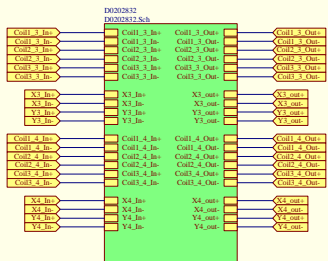 D0202832
D0202832.Sch
Coil1_3_In+ Coil1_3_In+ Coil1_3_Out+ Coil1_3_Out+
Coil1_3_In- Coil1_3_In- Coil1_3_Out- Coil1_3_Out-
Coil2_3_In+ Coil2_3_In+ Coil2_3_Out+ Coil2_3_Out+
Coil2_3_In- Coil2_3_In- Coil2_3_Out- Coil2_3_Out-
Coil3_3_In+ Coil3_3_In+ Coil3_3_Out+ Coil3_3_Out+
Coil3_3_In- Coil3_3_In- Coil3_3_Out- Coil3_3_Out-
X3_In+ X3_In+ X3_out+ X3_out+
X3_In- X3_In- X3_out- X3_out-
Y3_In+ Y3_In+ Y3_out+ Y3_out+
Y3_In- Y3_In- Y3_out- Y3_out-
Coil1_4_In+ Coil1_4_In+ Coil1_4_Out+ Coil1_4_Out+
Coil1_4_In- Coil1_4_In- Coil1_4_Out- Coil1_4_Out-
Coil2_4_In+ Coil2_4_In+ Coil2_4_Out+ Coil2_4_Out+
Coil2_4_In- Coil2_4_In- Coil2_4_Out- Coil2_4_Out-
Coil3_4_In+ Coil3_4_In+ Coil3_4_Out+ Coil3_4_Out+
Coil3_4_In- Coil3_4_In- Coil3_4_Out- Coil3_4_Out-
X4_In+ X4_In+ X4_out+ X4_out+
X4_In- X4_In- X4_out- X4_out-
Y4_In+ Y4_In+ Y4_out+ Y4_out+
Y4_In- Y4_In- Y4_out- Y4_out-